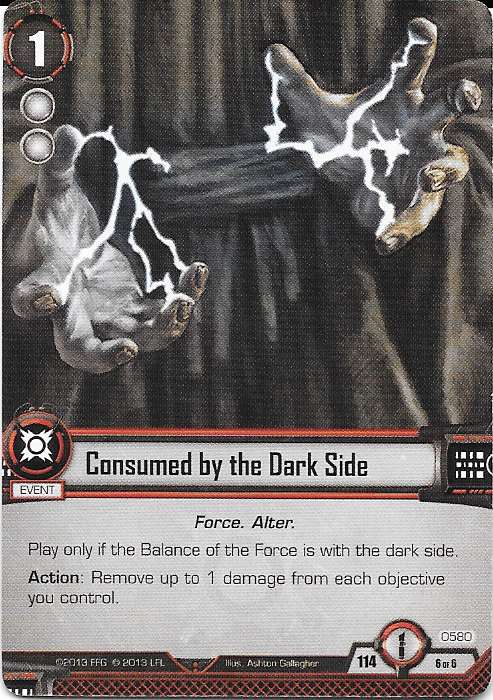 1
Consumed by the Dark Side
EVENT
Force. Alter.
Play only if the Balance of the Force is with the dark side.
Action: Remove up to 1 damage from each objective
you control.
©2013 FFG © 2013 LFL
Illus. Ashton Gallagher
114
1
6 of 6
0580